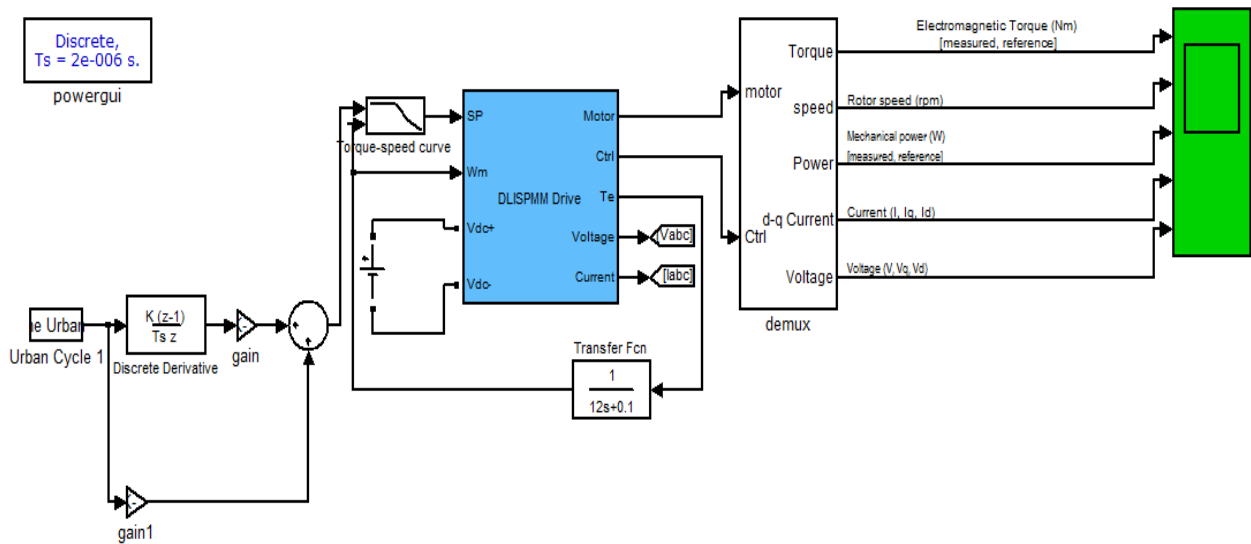 Discrete,
Ts = 2e-006 s.
powergui
Torque-speed curve
SP
Wm
Vdc+
Vdc-
DLISPMM Drive
Motor
Ctrl
Te
Voltage
Current
[Vabc]
[Iabc]
+
motor
Ctrl
Torque
speed
Power
d-q Current
Voltage
demux
Electromagnetic Torque (Nm)
[measured, reference]
Rotor speed (rpm)
Mechanical power (W)
[measured, reference]
Current (I, Iq, Id)
Voltage (V, Vq, Vd)
Urban
Urban Cycle 1
K (z-1)
Ts z
Discrete Derivative
gain
+
+
Transfer Fcn
1
12s+0.1
gain1